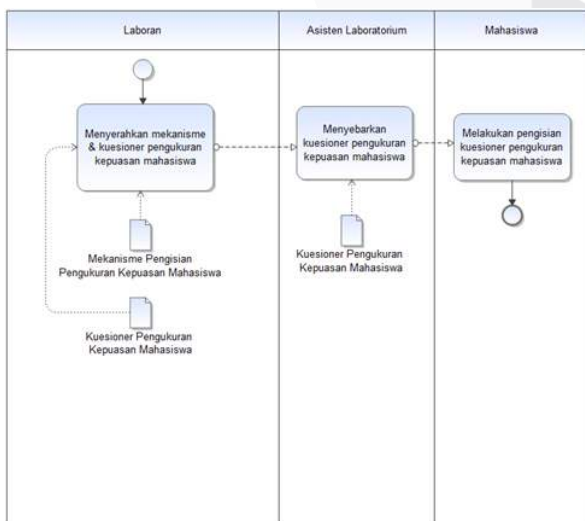 Laboran
Asisten Laboratorium
Mahasiswa
Menyerahkan mekanisme
& kuesioner pengukuran
kepuasan mahasiswa
Menyebarkan
kuesioner pengukuran
kepuasan mahasiswa
Melakukan pengisian
kuesioner pengukuran
kepuasan mahasiswa
Mekanisme Pengisian
Pengukuran Kepuasan Mahasiswa
Kuesioner Pengukuran
Kepuasan Mahasiswa
Kuesioner Pengukuran
Kepuasan Mahasiswa